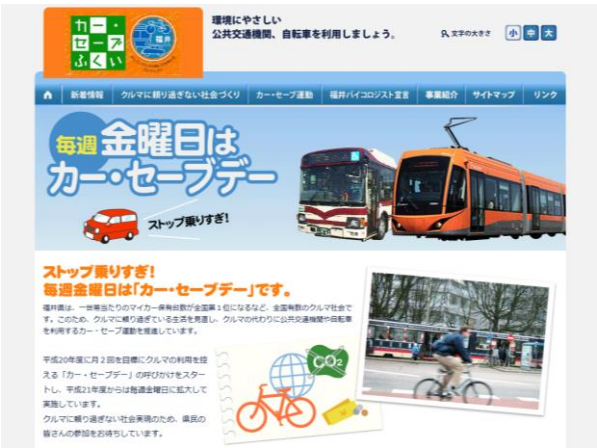 カー・
セーブ
ふくい
福井
環境にやさしい
公共交通機関、自転車を利用しましょう。
文字の大きさ 小 中 大
新着情報 クルマに頼り過ぎない社会づくり カー・セーブ運動 福井バイコロジスト宣言 事業紹介 サイトマップ リンク
毎週 金曜日は
カー・セーブデー
ストップ乗りすぎ!
ストップ乗りすぎ!
毎週金曜日は「カー・セーブデー」です。
福井県は、一世帯当たりのマイカー保有台数が全国第1位になるなど、全国有数のクルマ社会で
す。このため、クルマに頼り過ぎている生活を見直し、クルマの代わりに公共交通機関や自転車
を利用するカー・セーブ運動を推進しています。
平成20年度に月2回を目標にクルマの利用を控
える「カー・セーブデー」の呼びかけをスター
トし、平成21年度からは毎週金曜日に拡大して
実施しています。
クルマに頼り過ぎない社会実現のため、県民の
皆さんの参加をお待ちしています。
CO2